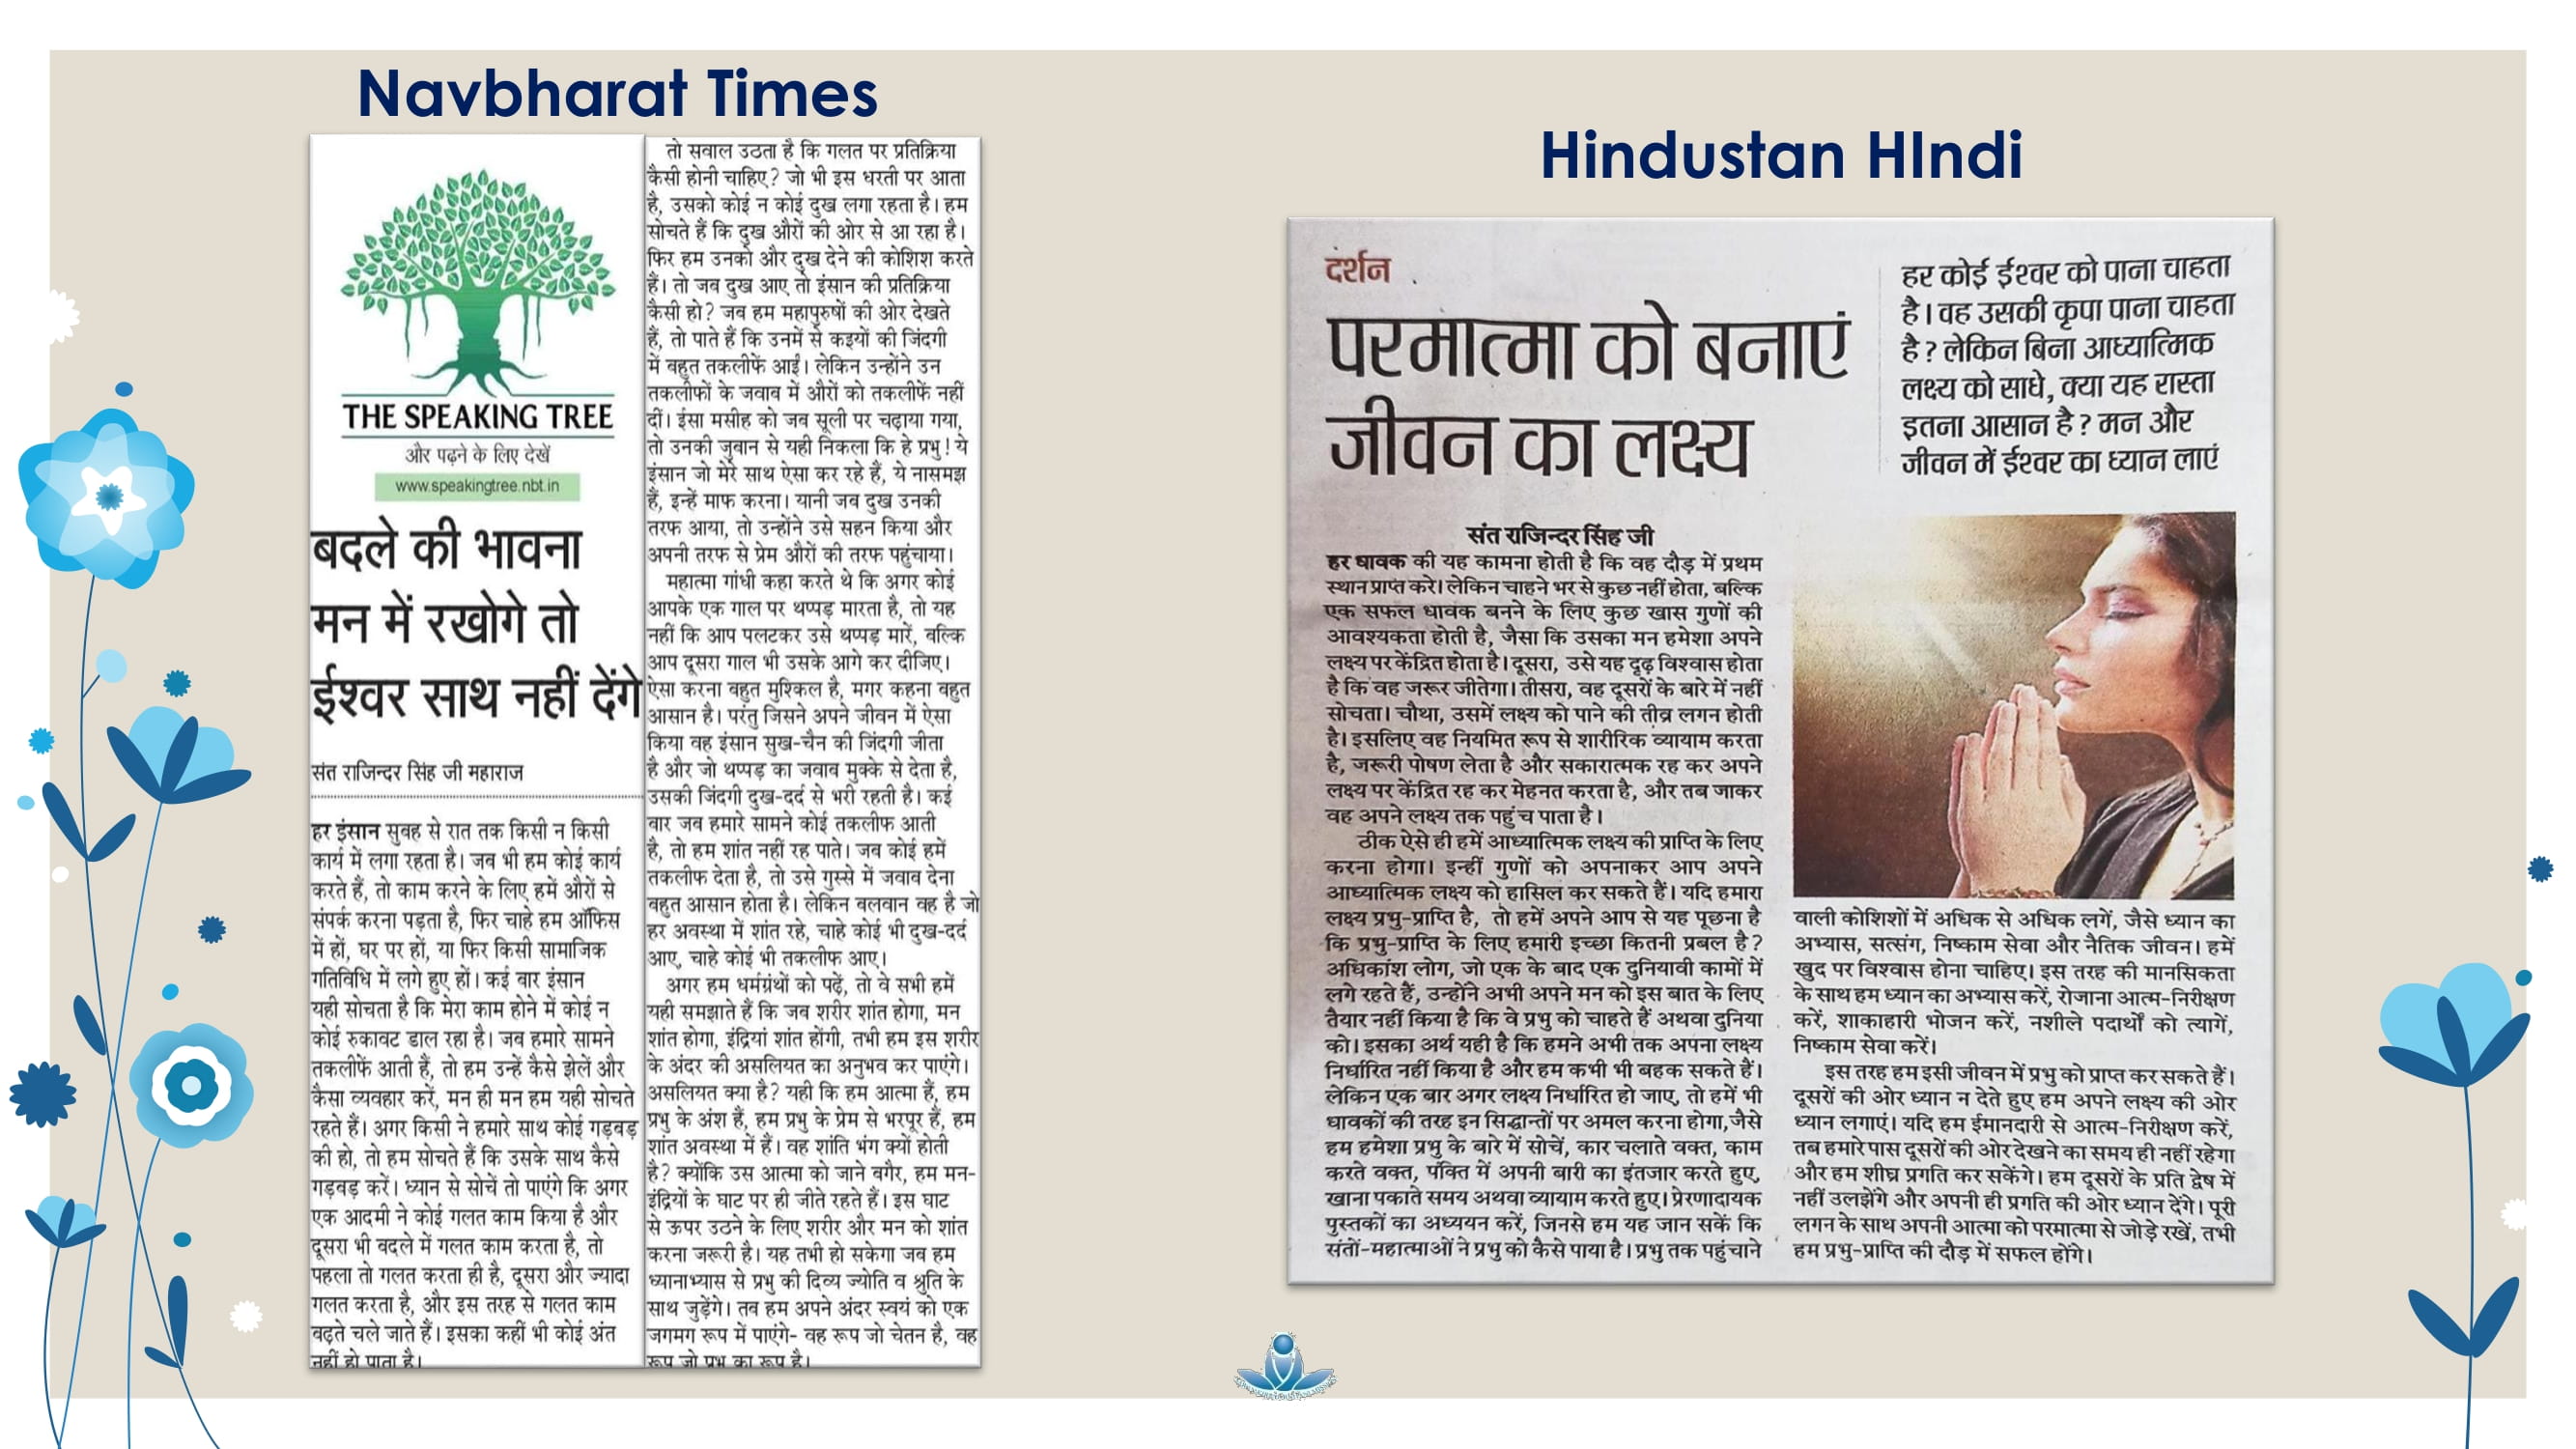 Navbharat Times
THE SPEAKING TREE
और पढ़ने के लिए देखें
www.speakingtree.nbt.in
बदले की भावना
मन में रखोगे तो
ईश्वर साथ नहीं देंगे
संत राजिन्दर सिंह जी महाराज
हर इंसान सुबह से रात तक किसी न किसी
कार्य में लगा रहता है। जब भी हम कोई कार्य
करते हैं, तो काम करने के लिए हमें औरों से
संपर्क करना पड़ता है, फिर चाहे हम ऑफिस
में हों, घर पर हों, या फिर किसी सामाजिक
गतिविधि में लगे हुए हों। कई बार इंसान
यही सोचता है कि मेरा काम होने में कोई न
कोई रुकावट डाल रहा है। जब हमारे सामने
तकलीफें आती हैं, तो हम उन्हें कैसे झेलें और
कैसा व्यवहार करें, मन ही मन हम यही सोचते
रहते हैं। अगर किसी ने हमारे साथ कोई गड़बड़
की हो, तो हम सोचते हैं कि उसके साथ कैसे
गड़बड़ करें। ध्यान से सोचें तो पाएंगे कि अगर
एक आदमी ने कोई गलत काम किया है और
दूसरा भी बदले में गलत काम करता है, तो
पहला तो गलत करता ही है, दूसरा और ज्यादा
गलत करता है, और इस तरह से गलत काम
बढ़ते चले जाते हैं। इसका कहीं भी कोई अंत
नहीं हो पाता है।
तो सवाल उठता है कि गलत पर प्रतिक्रिया
कैसी होनी चाहिए? जो भी इस धरती पर आता
है, उसको कोई न कोई दुख लगा रहता है। हम
सोचते हैं कि दुख औरों की ओर से आ रहा है।
फिर हम उनको और दुख देने की कोशिश करते
हैं। तो जब दुख आए तो इंसान की प्रतिक्रिया
कैसी हो? जब हम महापुरुषों की ओर देखते
हैं, तो पाते हैं कि उनमें से कइयों की जिंदगी
में बहुत तकलीफें आईं। लेकिन उन्होंने उन
तकलीफों के जवाब में औरों को तकलीफें नहीं
दीं। ईसा मसीह को जब सूली पर चढ़ाया गया,
तो उनकी जुबान से यही निकला कि हे प्रभु! ये
इंसान जो मेरे साथ ऐसा कर रहे हैं, ये नासमझ
हैं, इन्हें माफ करना। यानी जब दुख उनकी
तरफ आया, तो उन्होंने उसे सहन किया और
अपनी तरफ से प्रेम औरों की तरफ पहुंचाया।
महात्मा गांधी कहा करते थे कि अगर कोई
आपके एक गाल पर थप्पड़ मारता है, तो यह
नहीं कि आप पलटकर उसे थप्पड़ मारें, बल्कि
आप दूसरा गाल भी उसके आगे कर दीजिए।
ऐसा करना बहुत मुश्किल है, मगर कहना बहुत
आसान है। परंतु जिसने अपने जीवन में ऐसा
किया वह इंसान सुख-चैन की जिंदगी जीता
है और जो थप्पड़ का जवाब मुक्के से देता है,
उसकी जिंदगी दुख-दर्द से भरी रहती है। कई
बार जब हमारे सामने कोई तकलीफ आती
है, तो हम शांत नहीं रह पाते। जब कोई हमें
तकलीफ देता है, तो उसे गुस्से में जवाब देना
बहुत आसान होता है। लेकिन बलवान वह है जो
हर अवस्था में शांत रहे, चाहे कोई भी दुख-दर्द
आए, चाहे कोई भी तकलीफ आए।
अगर हम धर्मग्रंथों को पढ़ें, तो वे सभी हमें
यही समझाते हैं कि जब शरीर शांत होगा, मन
शांत होगा, इंद्रियां शांत होंगी, तभी हम इस शरीर
के अंदर की असलियत का अनुभव कर पाएंगे।
असलियत क्या है? यही कि हम आत्मा हैं, हम
प्रभु के अंश हैं, हम प्रभु के प्रेम से भरपूर हैं, हम
शांत अवस्था में हैं। वह शांति भंग क्यों होती
है? क्योंकि उस आत्मा को जाने बगैर, हम मन-
इंद्रियों के घाट पर ही जीते रहते हैं। इस घाट
से ऊपर उठने के लिए शरीर और मन को शांत
करना जरूरी है। यह तभी हो सकेगा जब हम
ध्यानाभ्यास से प्रभु की दिव्य ज्योति व श्रुति के
साथ जुड़ेंगे। तब हम अपने अंदर स्वयं को एक
जगमग रूप में पाएंगे- वह रूप जो चेतन है, वह
रूप जो प्रभु का रूप है।
Hindustan HIndi
दर्शन
परमात्मा को बनाएं
जीवन का लक्ष्य
हर कोई ईश्वर को पाना चाहता
है। वह उसकी कृपा पाना चाहता
है? लेकिन बिना आध्यात्मिक
लक्ष्य को साधे, क्या यह रास्ता
इतना आसान है? मन और
जीवन में ईश्वर का ध्यान लाएं
संत राजिन्दर सिंह जी
हर धावक की यह कामना होती है कि वह दौड़ में प्रथम
स्थान प्राप्त करे। लेकिन चाहने भर से कुछ नहीं होता, बल्कि
एक सफल धावक बनने के लिए कुछ खास गुणों की
आवश्यकता होती है, जैसा कि उसका मन हमेशा अपने
लक्ष्य पर केंद्रित होता है। दूसरा, उसे यह दृढ़ विश्वास होता
है कि वह जरूर जीतेगा। तीसरा, वह दूसरों के बारे में नहीं
सोचता। चौथा, उसमें लक्ष्य को पाने की तीव्र लगन होती
है। इसलिए वह नियमित रूप से शारीरिक व्यायाम करता
है, जरूरी पोषण लेता है और सकारात्मक रह कर अपने
लक्ष्य पर केंद्रित रह कर मेहनत करता है, और तब जाकर
वह अपने लक्ष्य तक पहुंच पाता है।
ठीक ऐसे ही हमें आध्यात्मिक लक्ष्य की प्राप्ति के लिए
करना होगा। इन्हीं गुणों को अपनाकर आप अपने
आध्यात्मिक लक्ष्य को हासिल कर सकते हैं। यदि हमारा
लक्ष्य प्रभु-प्राप्ति है, तो हमें अपने आप से यह पूछना है
कि प्रभु-प्राप्ति के लिए हमारी इच्छा कितनी प्रबल है?
अधिकांश लोग, जो एक के बाद एक दुनियावी कामों में
लगे रहते हैं, उन्होंने अभी अपने मन को इस बात के लिए
तैयार नहीं किया है कि वे प्रभु को चाहते हैं अथवा दुनिया
को। इसका अर्थ यही है कि हमने अभी तक अपना लक्ष्य
निर्धारित नहीं किया है और हम कभी भी बहक सकते हैं।
लेकिन एक बार अगर लक्ष्य निर्धारित हो जाए, तो हमें भी
धावकों की तरह इन सिद्धान्तों पर अमल करना होगा,जैसे
हम हमेशा प्रभु के बारे में सोचें, कार चलाते वक्त, काम
करते वक्त, पंक्ति में अपनी बारी का इंतजार करते हुए,
खाना पकाते समय अथवा व्यायाम करते हुए। प्रेरणादायक
पुस्तकों का अध्ययन करें, जिनसे हम यह जान सकें कि
संतों-महात्माओं ने प्रभु को कैसे पाया है। प्रभु तक पहुंचाने
वाली कोशिशों में अधिक से अधिक लगें, जैसे ध्यान का
अभ्यास, सत्संग, निष्काम सेवा और नैतिक जीवन। हमें
खुद पर विश्वास होना चाहिए। इस तरह की मानसिकता
के साथ हम ध्यान का अभ्यास करें, रोजाना आत्म-निरीक्षण
करें, शाकाहारी भोजन करें, नशीले पदार्थों को त्यागें,
निष्काम सेवा करें।
इस तरह हम इसी जीवन में प्रभु को प्राप्त कर सकते हैं।
दूसरों की ओर ध्यान न देते हुए हम अपने लक्ष्य की ओर
ध्यान लगाएं। यदि हम ईमानदारी से आत्म-निरीक्षण करें,
तब हमारे पास दूसरों की ओर देखने का समय ही नहीं रहेगा
और हम शीघ्र प्रगति कर सकेंगे। हम दूसरों के प्रति द्वेष में
नहीं उलझेंगे और अपनी ही प्रगति की ओर ध्यान देंगे। पूरी
लगन के साथ अपनी आत्मा को परमात्मा से जोड़े रखें, तभी
हम प्रभु-प्राप्ति की दौड़ में सफल होंगे।